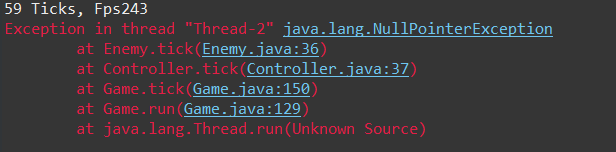 59 Ticks, Fps243
Exception in thread "Thread-2" java.lang.NullPointerException
at Enemy.tick(Enemy.java:36)
at Controller.tick(Controller.java:37)
at Game.tick(Game.java:150)
at Game.run(Game.java:129)
at java.lang.Thread.run(Unknown Source)